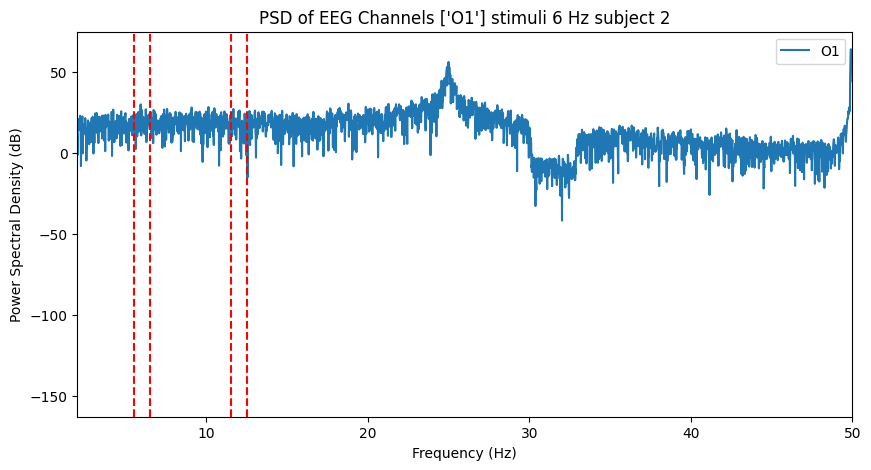 PSD of EEG Channels ['O1'] stimuli 6 Hz subject 2
O1
Power Spectral Density (dB)
50
0
−50
−100
−150
10
20
30
40
50
Frequency (Hz)